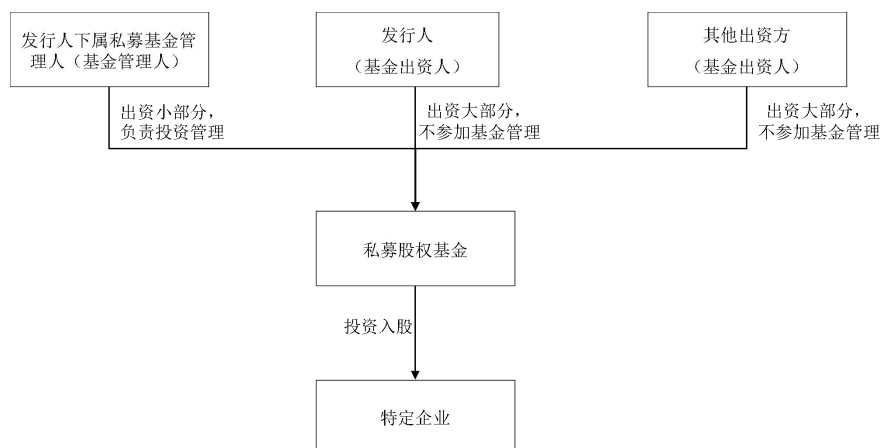 发行人下属私募基金管
理人（基金管理人）
发行人
（基金出资人）
其他出资方
（基金出资人）
出资小部分，
负责投资管理
出资大部分，
不参加基金管理
出资大部分，
不参加基金管理
私募股权基金
投资入股
特定企业